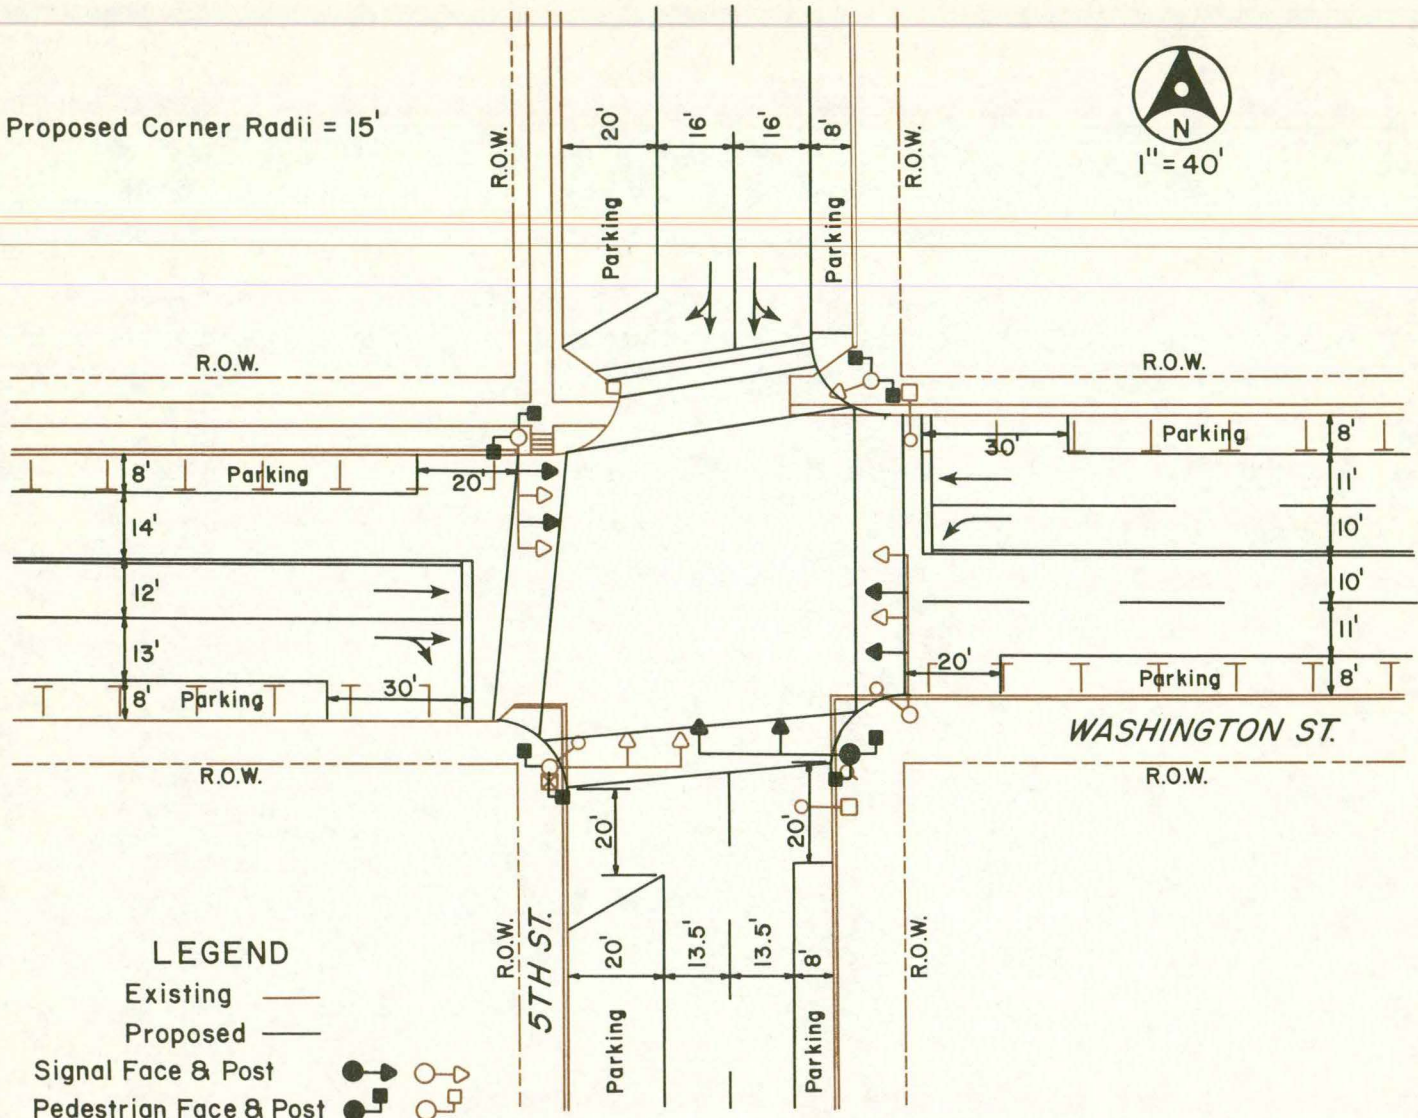 Proposed Corner Radii = 15'
N
1" = 40'
R.O.W.
20'
16'
16'
8'
R.O.W.
Parking
Parking
R.O.W.
R.O.W.
8'
Parking
20'
30'
Parking
8'
14'
11'
10'
12'
10'
13'
11'
8'
Parking
30'
20'
Parking
8'
WASHINGTON ST.
R.O.W.
R.O.W.
20'
20'
R.O.W.
5TH ST.
20'
13.5'
13.5'
8'
R.O.W.
Parking
Parking
LEGEND
Existing
Proposed
Signal Face & Post
Pedestrian Face & Post